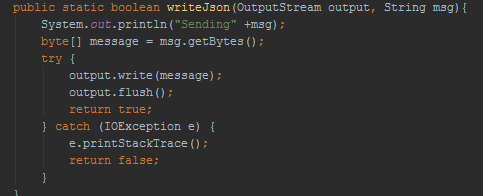 public static boolean writeJson(OutputStream output, String msg){
System.out.println("Sending" +msg);
byte[] message = msg.getBytes();
try {
output.write(message);
output.flush();
return true;
} catch (IOException e) {
e.printStackTrace();
return false;
}
}